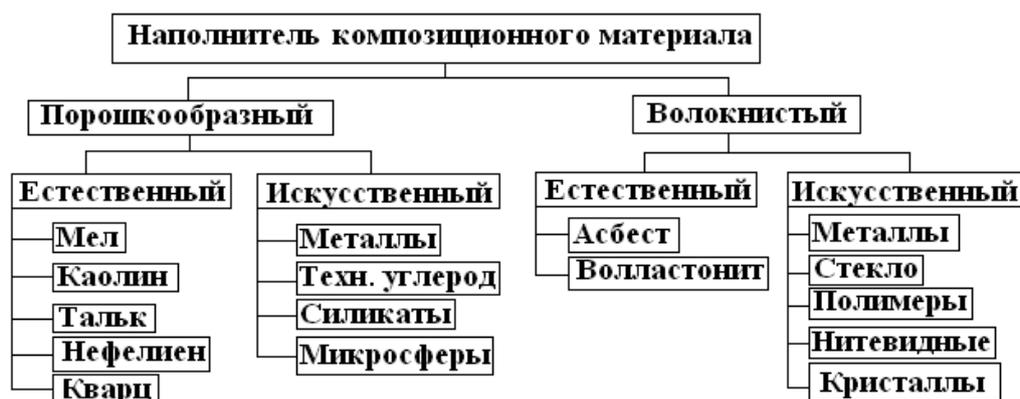 Наполнитель композиционного материала
Порошкообразный
Волокнистый
Естественный
Искусственный
Естественный
Искусственный
Мел
Каолин
Тальк
Нефелиен
Кварц
Металлы
Техн. углерод
Силикаты
Микросферы
Асбест
Волластонит
Металлы
Стекло
Полимеры
Нитевидные
Кристаллы